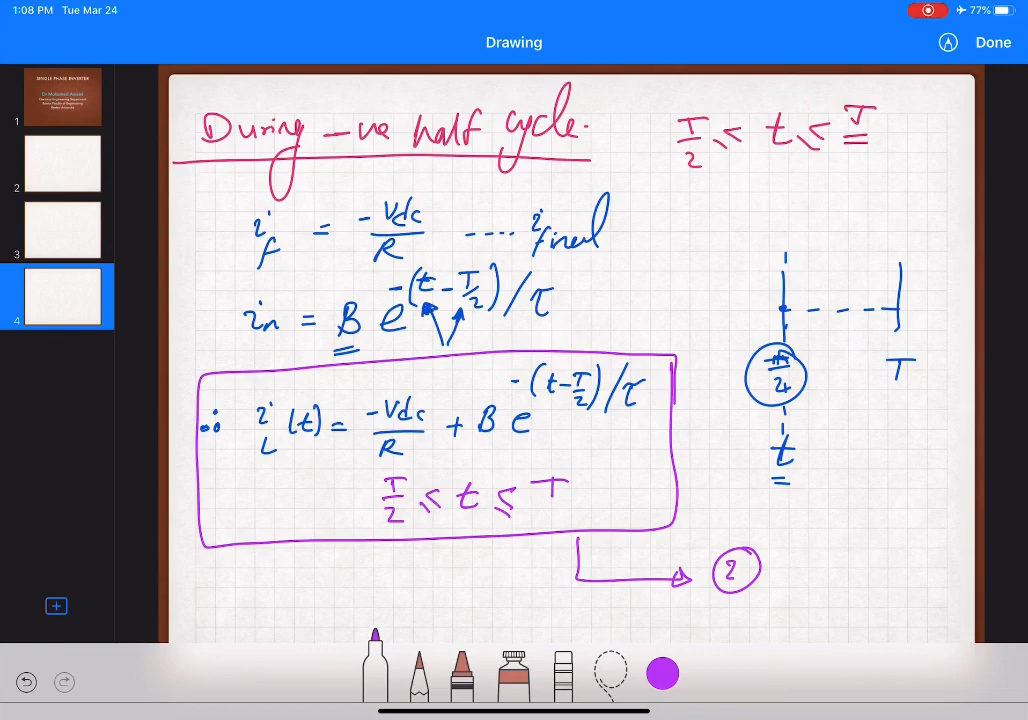 1:08 PM Tue Mar 24
77%
Drawing
Done
SINGLE PHASE INVERTER
1
2
3
4
During -ve half cycle.
T/2 ≤ t ≤ T
i_f = -Vdc/R .... i_final
i_n = B e^{-(t - T/2)/τ}
∴ i_L(t) = -Vdc/R + B e^{-(t - T/2)/τ}
T/2 ≤ t ≤ T
2
T
t